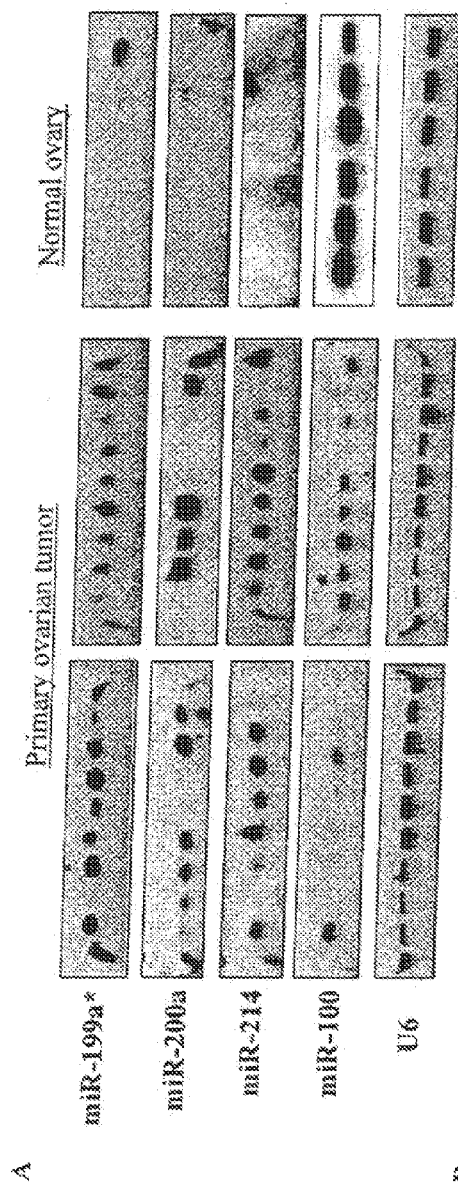 A
Primary ovarian tumor
Normal ovary
miR-199a*
miR-200a
miR-214
miR-100
U6